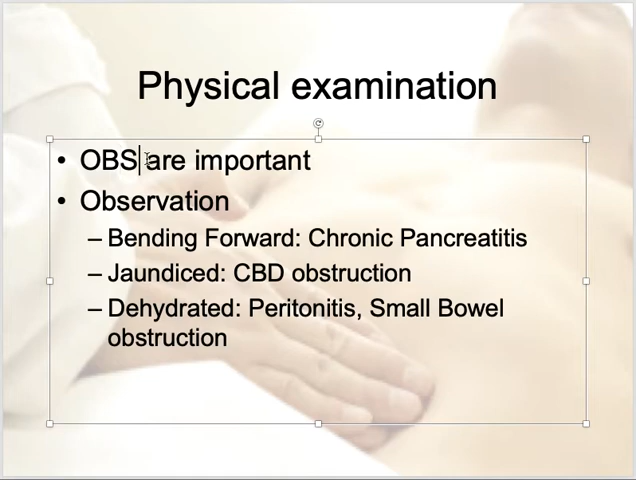 Physical examination
• OBS are important
• Observation
– Bending Forward: Chronic Pancreatitis
– Jaundiced: CBD obstruction
– Dehydrated: Peritonitis, Small Bowel
obstruction